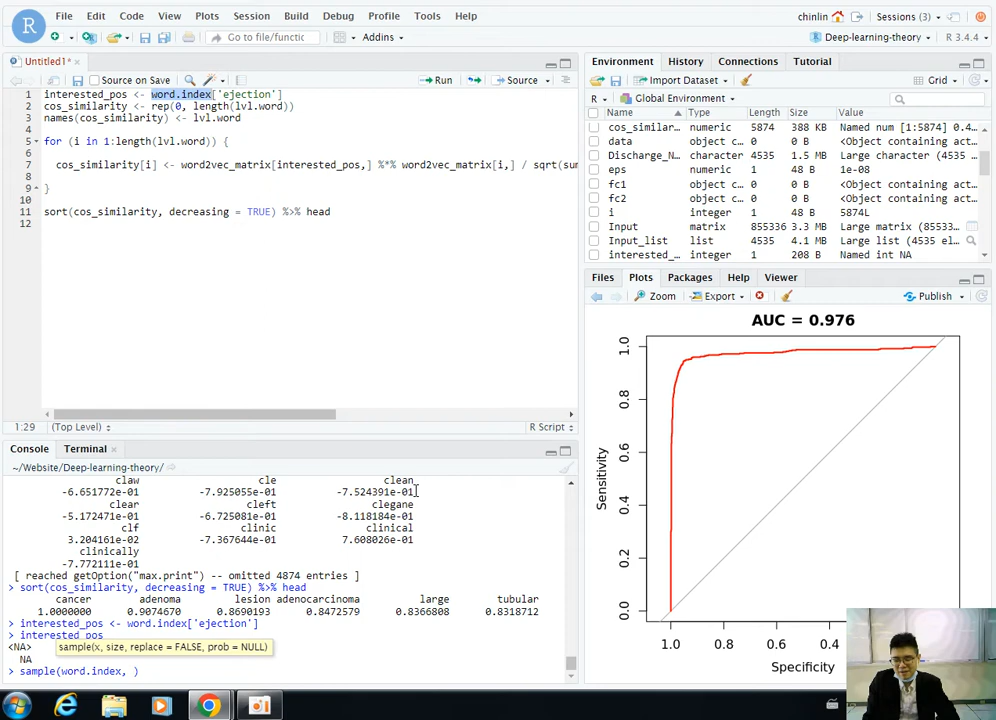 File Edit Code View Plots Session Build Debug Profile Tools Help
chinlin Sessions (3)
Go to file/functic Addins
Deep-learning-theory R 3.4.4
Untitled1*
Source on Save Run Source
1 interested_pos <- word.index['ejection']
2 cos_similarity <- rep(0, length(lvl.word))
3 names(cos_similarity) <- lvl.word
4
5 for (i in 1:length(lvl.word)) {
6
7 cos_similarity[i] <- word2vec_matrix[interested_pos,] %*% word2vec_matrix[i,] / sqrt(sum
8
9 }
10
11 sort(cos_similarity, decreasing = TRUE) %>% head
12
1:29 (Top Level) R Script
Console Terminal
~/Website/Deep-learning-theory/
claw cle clean
-6.651772e-01 -7.925055e-01 -7.524391e-01
clear cleft clegane
-5.172471e-01 -6.725081e-01 -8.118184e-01
clf clinic clinical
3.204161e-02 -7.367644e-01 7.608026e-01
clinically
-7.772111e-01
[ reached getOption("max.print") -- omitted 4874 entries ]
> sort(cos_similarity, decreasing = TRUE) %>% head
cancer adenoma lesion adenocarcinoma large tubular
1.0000000 0.9074670 0.8690193 0.8472579 0.8366808 0.8318712
> interested_pos <- word.index['ejection']
> interested_pos
<NA> sample(x, size, replace = FALSE, prob = NULL)
NA
> sample(word.index, )
Environment History Connections Tutorial
Import Dataset Grid
R Global Environment
Name Type Length Size Value
cos_similar... numeric 5874 388 KB Named num [1:5874] 0.4...
data object c... 0 0 <Object containing act...
Discharge_N... character 4535 1.5 MB Large character (4535 ...
eps numeric 1 48 B 1e-08
fc1 object c... 0 0 <Object containing act...
fc2 object c... 0 0 <Object containing act...
i integer 1 48 B 5874L
Input matrix 855336 3.3 MB Large matrix (85533...
Input_list list 4535 4.1 MB Large list (4535 el...
interested_... integer 1 208 B Named int NA
Files Plots Packages Help Viewer
Zoom Export Publish
AUC = 0.976
Sensitivity
1.0
0.8
0.6
0.4
0.2
0.0
1.0 0.8 0.6 0.4
Specificity